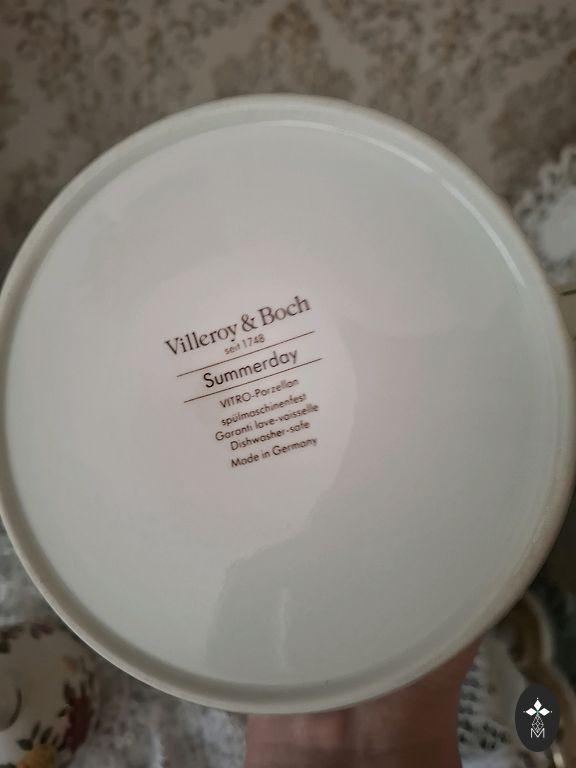 Villeroy & Boch
seit 1748
Summerday
VITRO-Porzellan
spülmaschinenfest
Garanti lave-vaisselle
Dishwasher-safe
Made in Germany
M